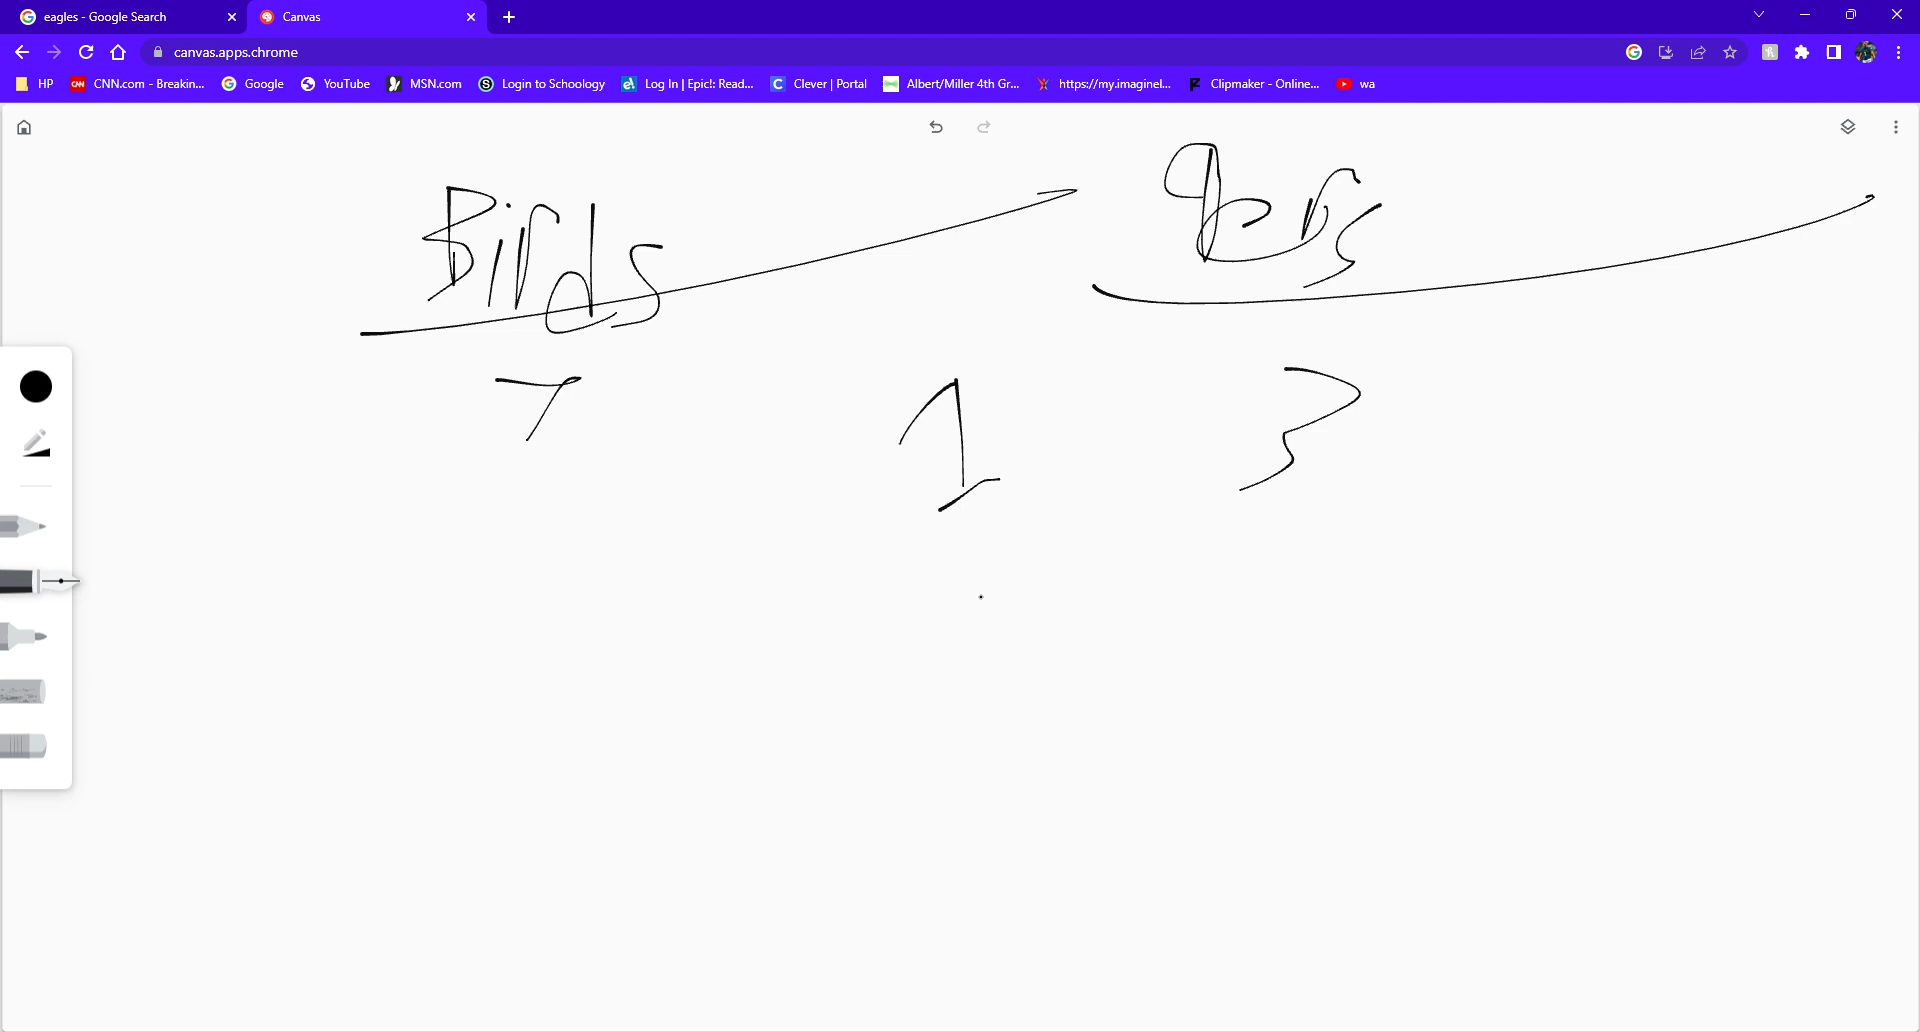 eagles - Google Search
Canvas
canvas.apps.chrome
HP CNN.com - Breakin... Google YouTube MSN.com Login to Schoology Log In | Epic!: Read... Clever | Portal Albert/Miller 4th Gr... https://my.imaginel... Clipmaker - Online... wa
Birds
7 1 3